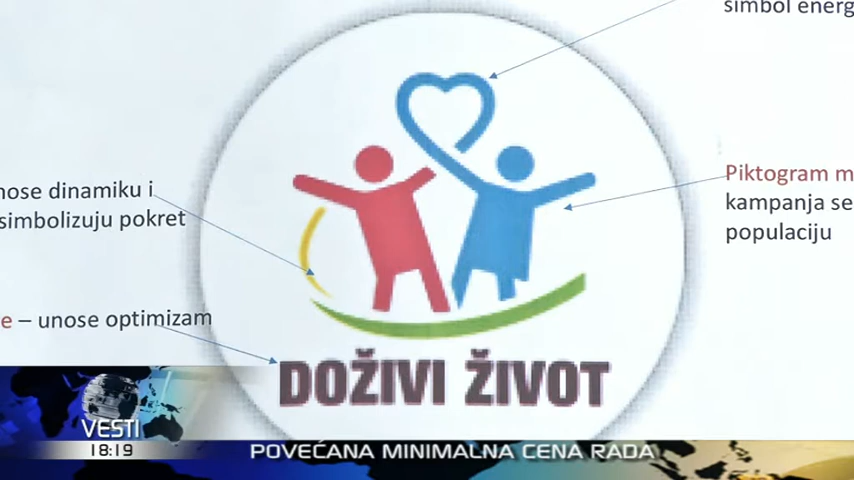 simbol energ
Piktogram m
kampanja se
populaciju
nose dinamiku i
simbolizuju pokret
e – unose optimizam
DOŽIVI ŽIVOT
VESTI
18:19
POVEĆANA MINIMALNA CENA RADA